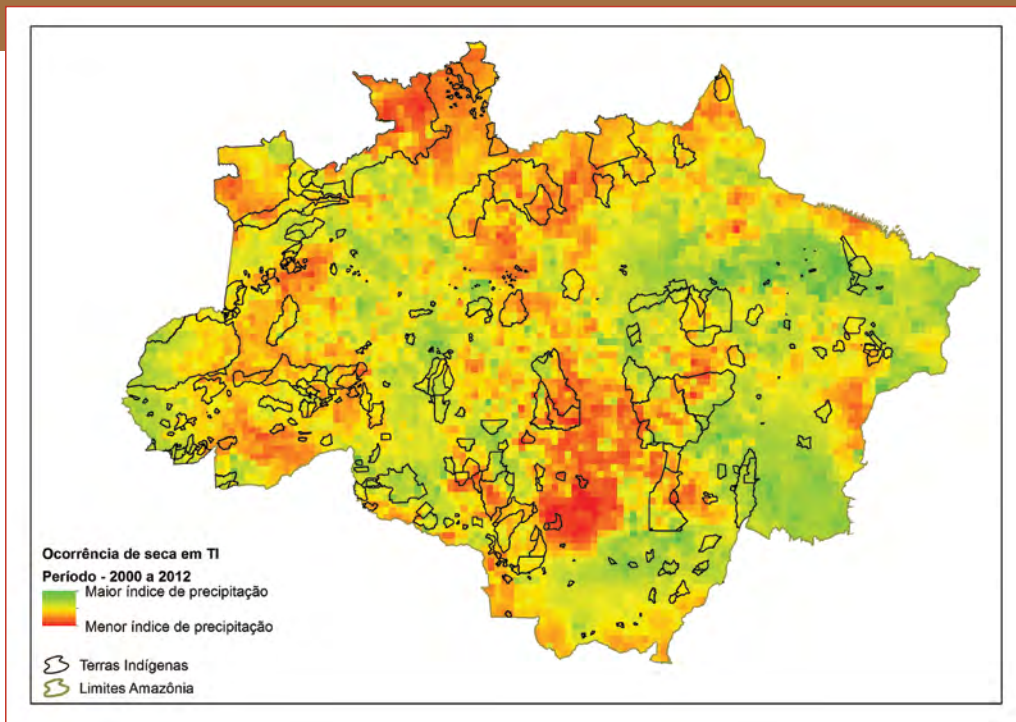 Ocorrência de seca em TI
Período - 2000 a 2012
Maior índice de precipitação
Menor índice de precipitação
Terras Indígenas
Limites Amazônia